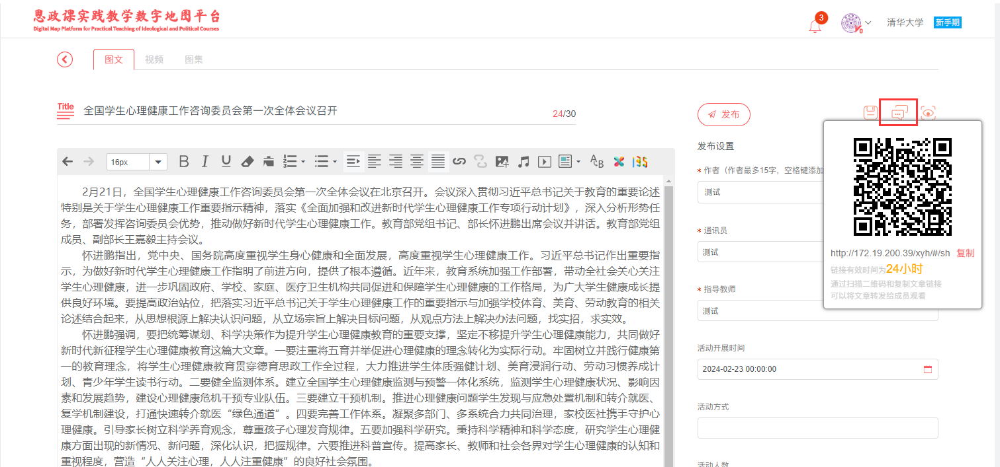 思政课实践教学数字地图平台
Digital Map Platform for Practical Teaching of Ideological and Political Courses
3
0
清华大学
新手期
图文
视频
图集
Title
全国学生心理健康工作咨询委员会第一次全体会议召开
24/30
发布
16px
B I U
135
2月21日，全国学生心理健康工作咨询委员会第一次全体会议在北京召开。会议深入贯彻习近平总书记关于教育的重要论述
特别是关于学生心理健康工作重要指示精神，落实《全面加强和改进新时代学生心理健康工作专项行动计划》，深入分析形势任
务，部署发挥咨询委员会优势，推动做好新时代学生心理健康工作。教育部党组书记、部长怀进鹏出席会议并讲话。教育部党组
成员、副部长王嘉毅主持会议。
怀进鹏指出，党中央、国务院高度重视学生身心健康和全面发展，高度重视学生心理健康工作。习近平总书记作出重要指
示，为做好新时代学生心理健康工作指明了前进方向，提供了根本遵循。近年来，教育系统加强工作部署，带动全社会关心关注
学生心理健康，进一步巩固政府、学校、家庭、医疗卫生机构共同促进和保障学生心理健康的工作格局，为广大学生健康成长提
供良好环境。要提高政治站位，把落实习近平总书记关于学生心理健康工作的重要指示与加强学校体育、美育、劳动教育的相关
论述结合起来，从思想根源上解决认识问题，从立场宗旨上解决目标问题，从观点方法上解决办法问题，找实招，求实效。
怀进鹏强调，要把统筹谋划、科学决策作为提升学生心理健康教育的重要支撑，坚定不移提升学生心理健康能力，共同做好
新时代新征程学生心理健康教育这篇大文章。一要注重将五育并举促进心理健康的理念转化为实际行动。牢固树立并践行健康第
一的教育理念，将学生心理健康教育贯穿德育思政工作全过程，大力推进学生体质强健计划、美育浸润行动、劳动习惯养成计
划、青少年学生读书行动。二要健全监测体系。建立全国学生心理健康监测与预警一体化系统，监测学生心理健康状况、影响因
素和发展趋势，建设心理健康危机干预专业队伍。三要建立干预机制。推进心理健康问题学生发现与应急处置机制和转介就医、
复学机制建设，打通快速转介就医“绿色通道”。四要完善工作体系。凝聚多部门、多系统合力共同治理，家校医社携手守护心
理健康。引导家长树立科学养育观念，尊重孩子心理发育规律。五要加强科学研究。秉持科学精神和科学态度，研究学生心理健
康方面出现的新情况、新问题，深化认识，把握规律。六要推进科普宣传。提高家长、教师和社会各界对学生心理健康的认知和
重视程度，营造“人人关注心理，人人注重健康”的良好社会氛围。
发布设置
* 作者（作者最多15字，空格键添加
测试
* 通讯员
测试
* 指导教师
测试
活动开展时间
2024-02-23 00:00:00
活动方式
活动人数
http://172.19.200.39/xyh/#/sh 复制
链接有效时间为24小时
通过扫描二维码和复制文章链接
可以将文章转发给成员观看